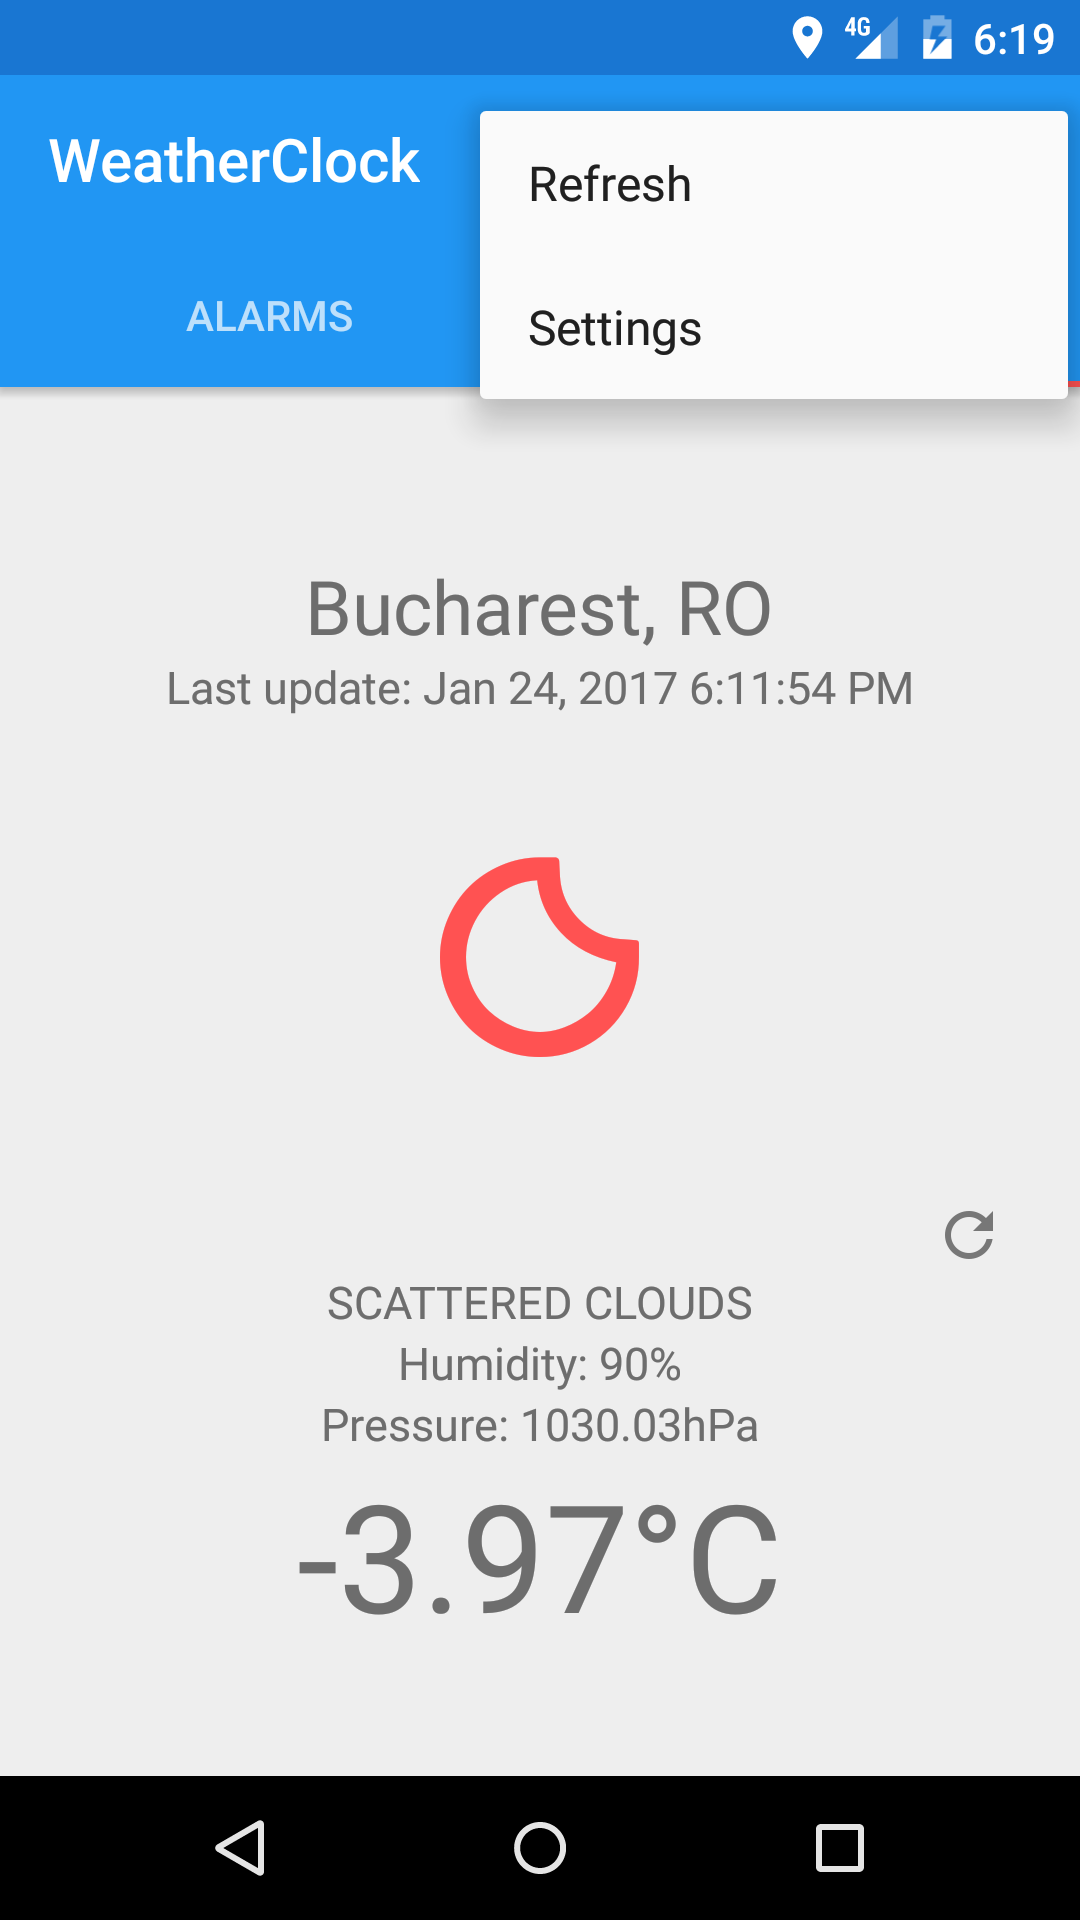 4G 6:19
WeatherClock
Refresh
ALARMS
Settings
Bucharest, RO
Last update: Jan 24, 2017 6:11:54 PM
SCATTERED CLOUDS
Humidity: 90%
Pressure: 1030.03hPa
-3.97°C